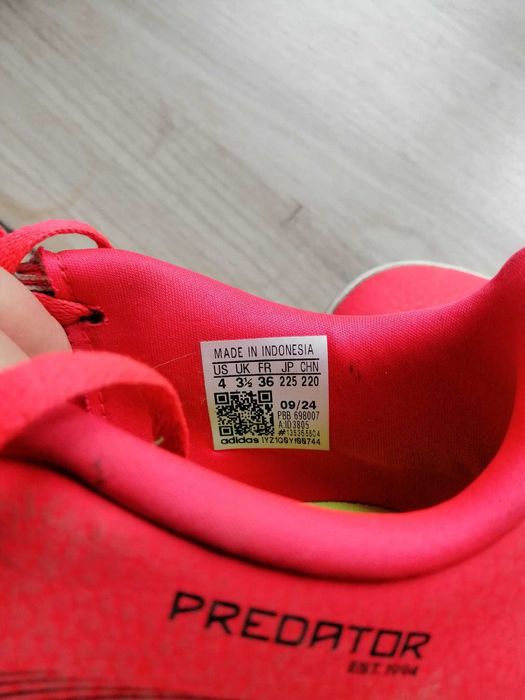 MADE IN INDONESIA
US UK FR JP CHN
4 3½ 36 225 220
09/24
PBB 698007
A:ID3805
adidas
PREDATOR
EST. 1994